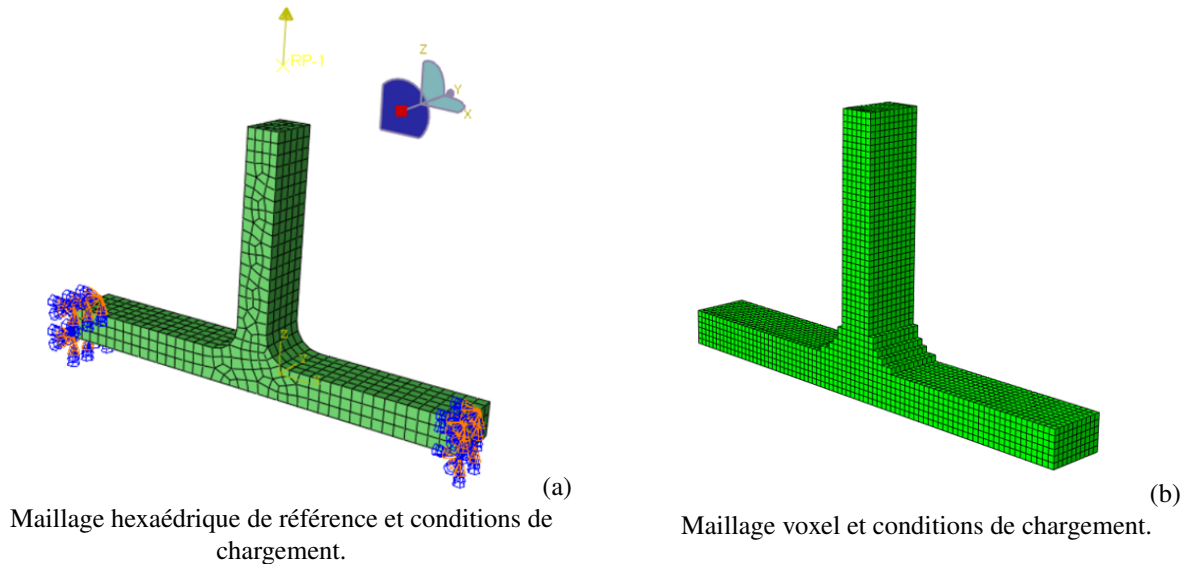 RP-1
Z
Y
X
Z
(a)
Maillage hexaédrique de référence et conditions de
chargement.
(b)
Maillage voxel et conditions de chargement.